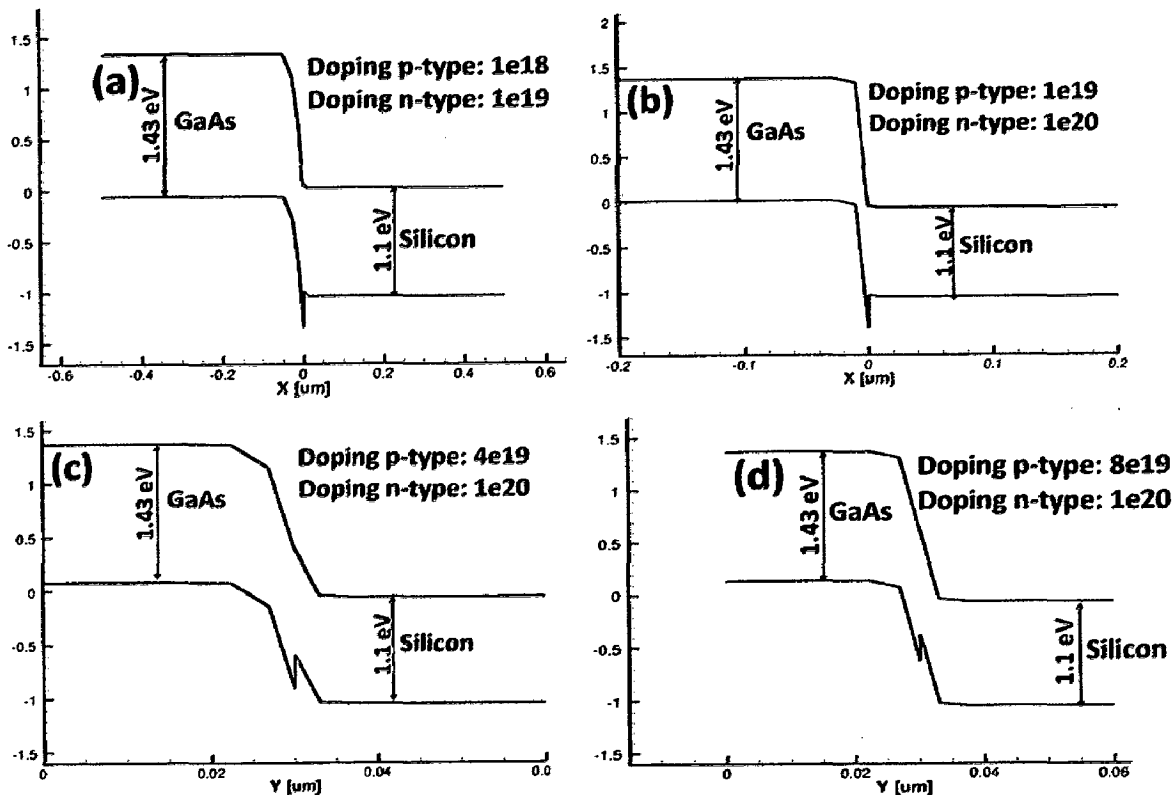 (a)
Doping p-type: 1e18
Doping n-type: 1e19
1.43 eV
GaAs
1.1 eV
Silicon
1.5
1
0.5
0
-0.5
-1
-1.5
-0.6 -0.4 -0.2 0 0.2 0.4 0.6
X [um]
(b)
Doping p-type: 1e19
Doping n-type: 1e20
1.43 eV
GaAs
1.1 eV
Silicon
2
1.5
1
0.5
0
-0.5
-1
-1.5
-0.2 -0.1 0 0.1 0.2
X [um]
(c)
Doping p-type: 4e19
Doping n-type: 1e20
1.43 eV
GaAs
1.1 eV
Silicon
1.5
1
0.5
0
-0.5
-1
-1.5
0 0.02 0.04 0.0
Y [um]
(d)
Doping p-type: 8e19
Doping n-type: 1e20
1.43 eV
GaAs
1.1 eV
Silicon
1.5
1
0.5
0
-0.5
-1
-1.5
0 0.02 0.04 0.06
Y [um]